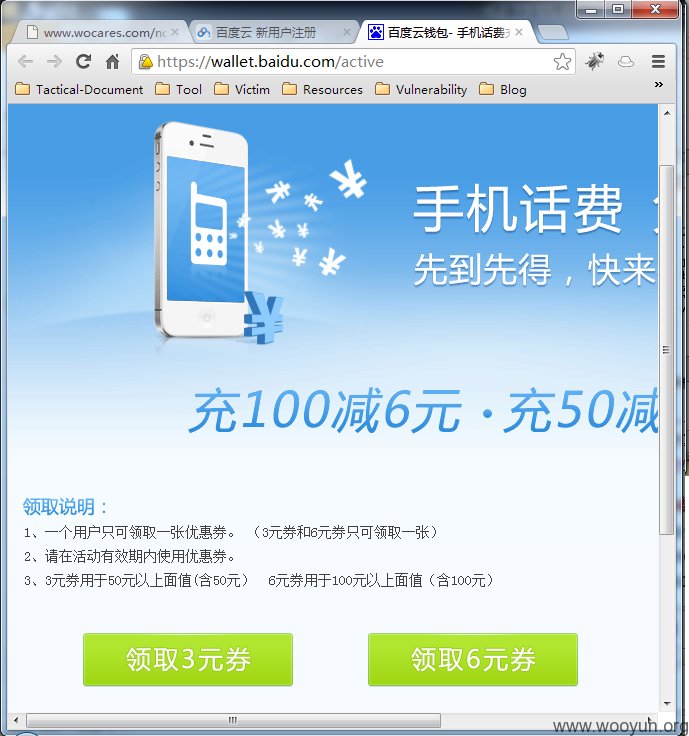 www.wocares.com/n
百度云 新用户注册
百度云钱包- 手机话费
https://wallet.baidu.com/active
Tactical-Document Tool Victim Resources Vulnerability Blog »
手机话费
先到先得，快来
¥
充100减6元 · 充50减
领取说明：
1、一个用户只可领取一张优惠券。 （3元券和6元券只可领取一张）
2、请在活动有效期内使用优惠券。
3、3元券用于50元以上面值(含50元） 6元券用于100元以上面值（含100元）
领取3元券 领取6元券
www.wooyun.org